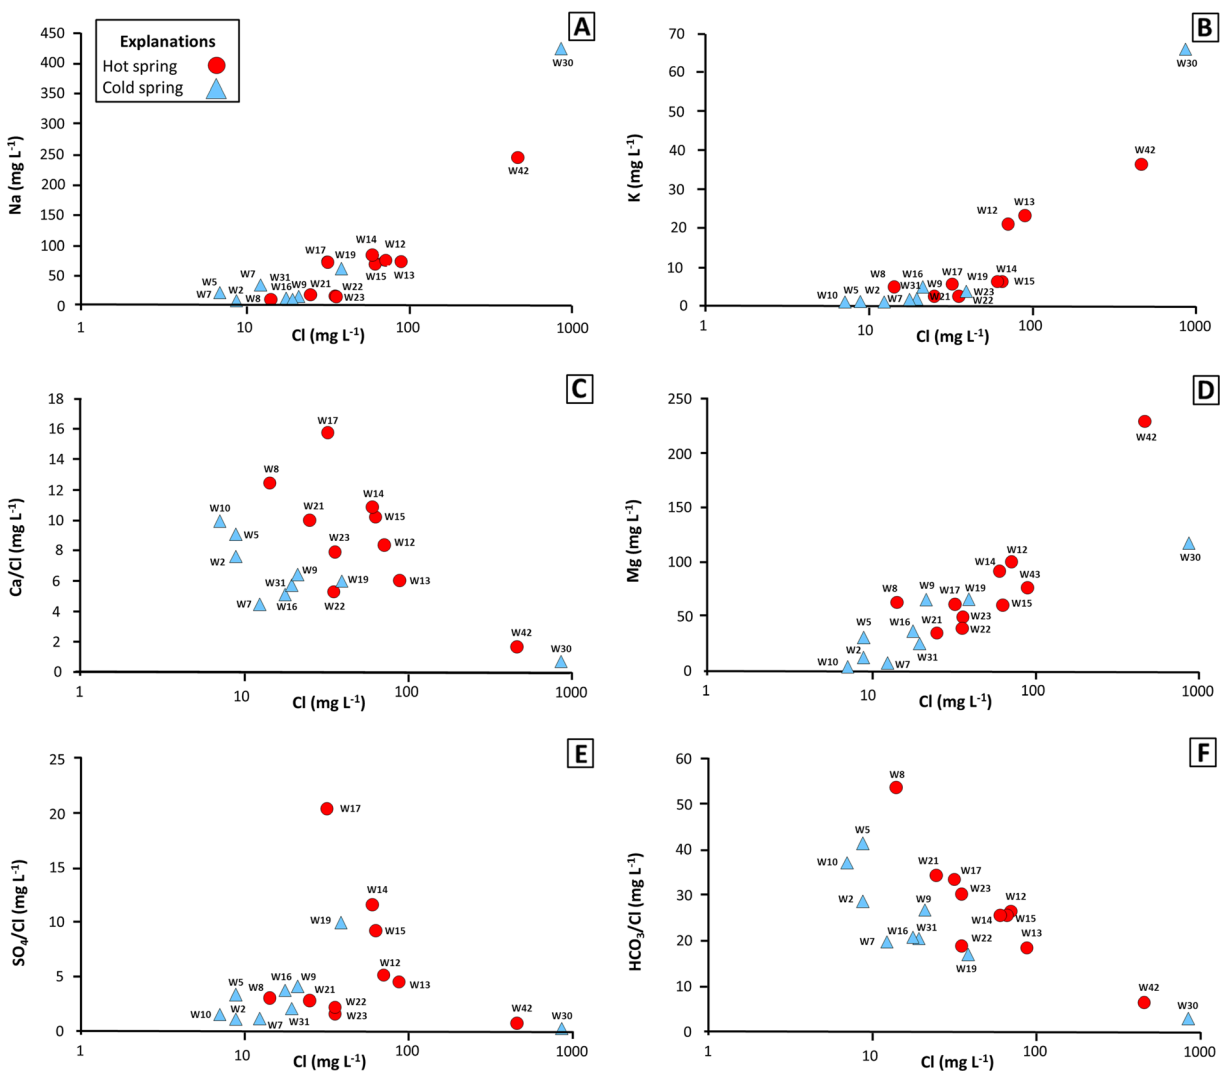 A
Explanations
Hot spring
Cold spring
Na (mg L-1)
450
400
350
300
250
200
150
100
50
0
W30
W42
W14
W12
W17
W19
W15
W13
W7
W31
W5
W2
W16
W9
W21
W22
W7
W8
W23
1
10
100
1000
Cl (mg L-1)
B
K (mg L-1)
70
60
50
40
30
20
10
0
W30
W42
W13
W12
W8
W16
W17
W14
W19
W15
W10
W5
W2
W31
W9
W23
W7
W21
W22
1
10
100
1000
Cl (mg L-1)
C
Ca/Cl (mg L-1)
18
16
14
12
10
8
6
4
2
0
W17
W8
W14
W10
W21
W15
W5
W23
W12
W2
W9
W31
W19
W13
W7
W16
W22
W42
W30
1
10
100
1000
Cl (mg L-1)
D
Mg (mg L-1)
250
200
150
100
50
0
W42
W30
W12
W14
W43
W8
W9
W17
W19
W15
W5
W16
W21
W23
W22
W2
W31
W10
W7
1
10
100
1000
Cl (mg L-1)
E
SO4/Cl (mg L-1)
25
20
15
10
5
0
W17
W14
W19
W15
W12
W13
W16
W9
W5
W8
W21
W22
W10
W2
W7
W31
W23
W42
W30
1
10
100
1000
Cl (mg L-1)
F
HCO3/Cl (mg L-1)
60
50
40
30
20
10
0
W8
W5
W10
W21
W17
W23
W2
W9
W12
W14
W15
W16
W31
W7
W22
W13
W19
W42
W30
1
10
100
1000
Cl (mg L-1)